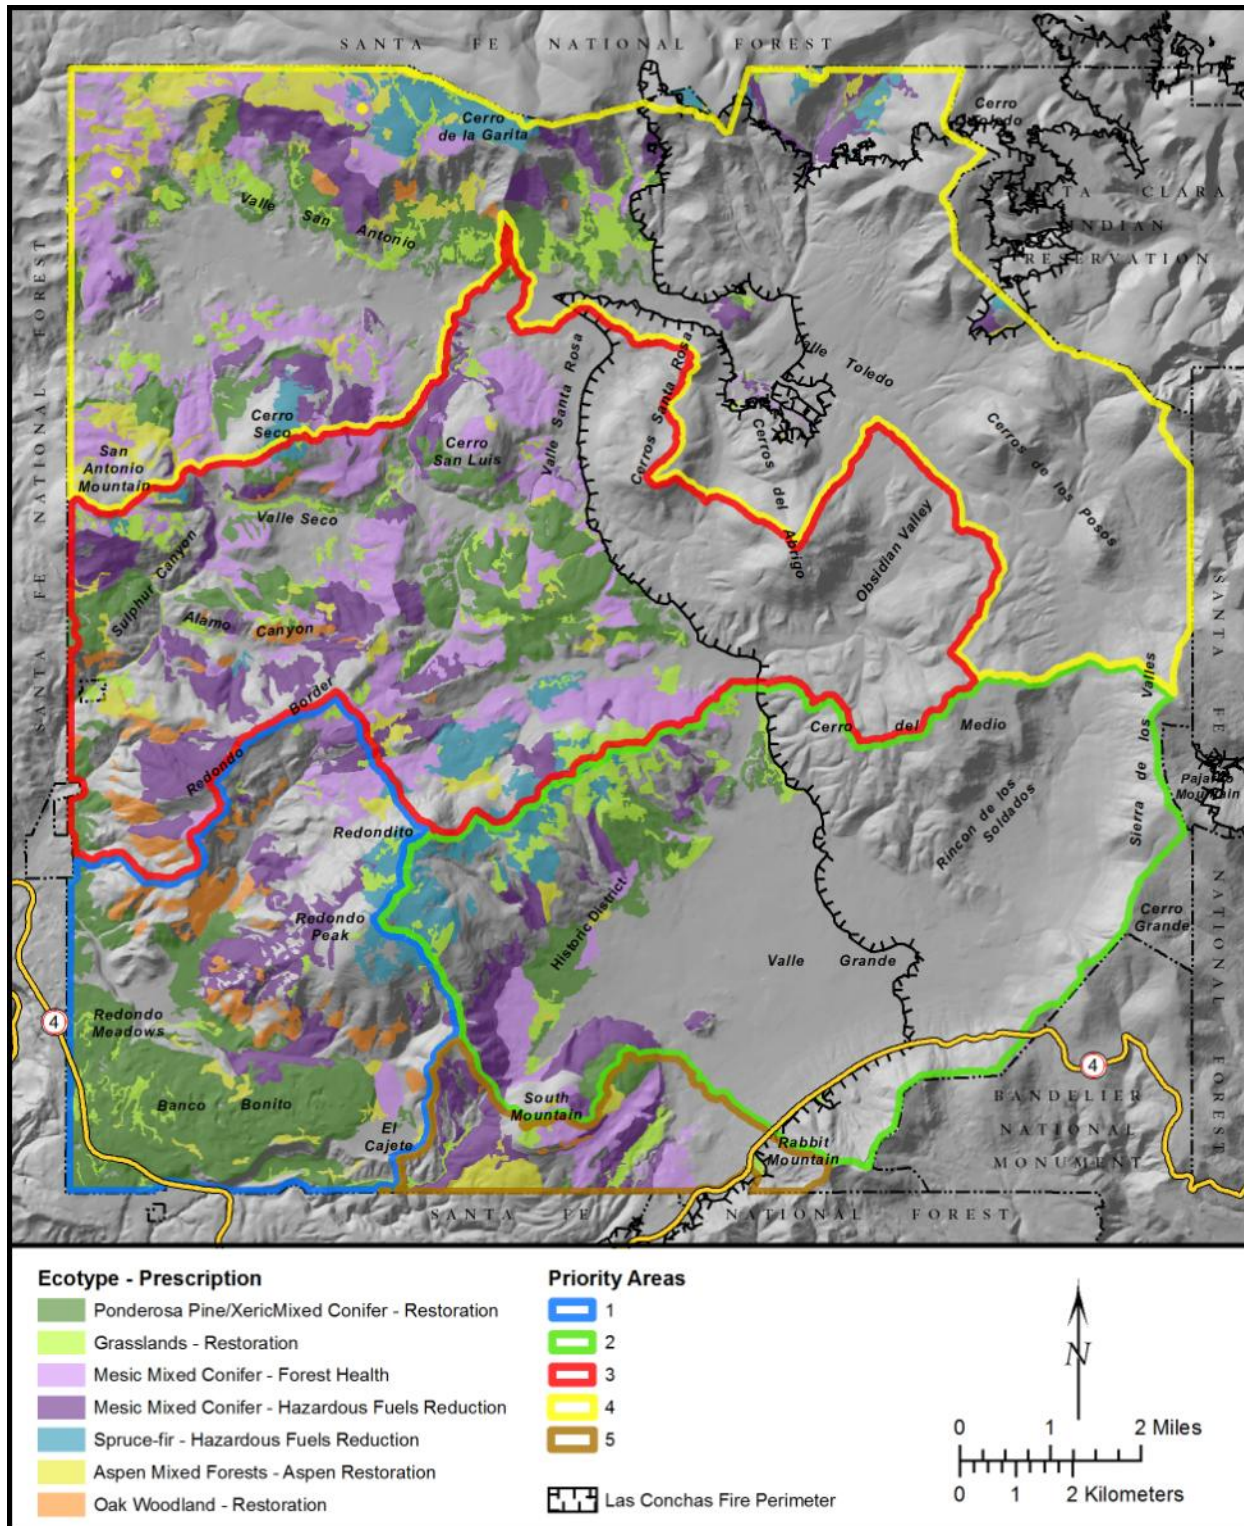 SANTA FE NATIONAL FOREST
Cerro
Toledo
Cerro
de la Garita
SANTA CLARA
INDIAN
RESERVATION
Valle San Antonio
SANTA FE NATIONAL FOREST
Valle Toledo
Valle Santa Rosa
Cerros Santa Rosa
Cerros del Abrigo
Cerros de los Posos
Cerro
Seco
Cerro
San Luis
San
Antonio
Mountain
Valle Seco
Obsidian Valley
Sulphur Canyon
Alamo Canyon
SANTA FE NATIONAL FOREST
Redondo Border
Cerro del Medio
Sierra de los Valles
Pajarito
Mountain
Rincon de los
Soldados
Redondito
Historic District
Redondo
Peak
Cerro
Grande
Valle Grande
Redondo
Meadows
4
4
Banco Bonito
South
Mountain
El
Cajete
BANDELIER
NATIONAL
MONUMENT
Rabbit
Mountain
SANTA FE NATIONAL FOREST
Ecotype - Prescription
Ponderosa Pine/XericMixed Conifer - Restoration
Grasslands - Restoration
Mesic Mixed Conifer - Forest Health
Mesic Mixed Conifer - Hazardous Fuels Reduction
Spruce-fir - Hazardous Fuels Reduction
Aspen Mixed Forests - Aspen Restoration
Oak Woodland - Restoration
Priority Areas
1
2
3
4
5
Las Conchas Fire Perimeter
N
0 1 2 Miles
0 1 2 Kilometers